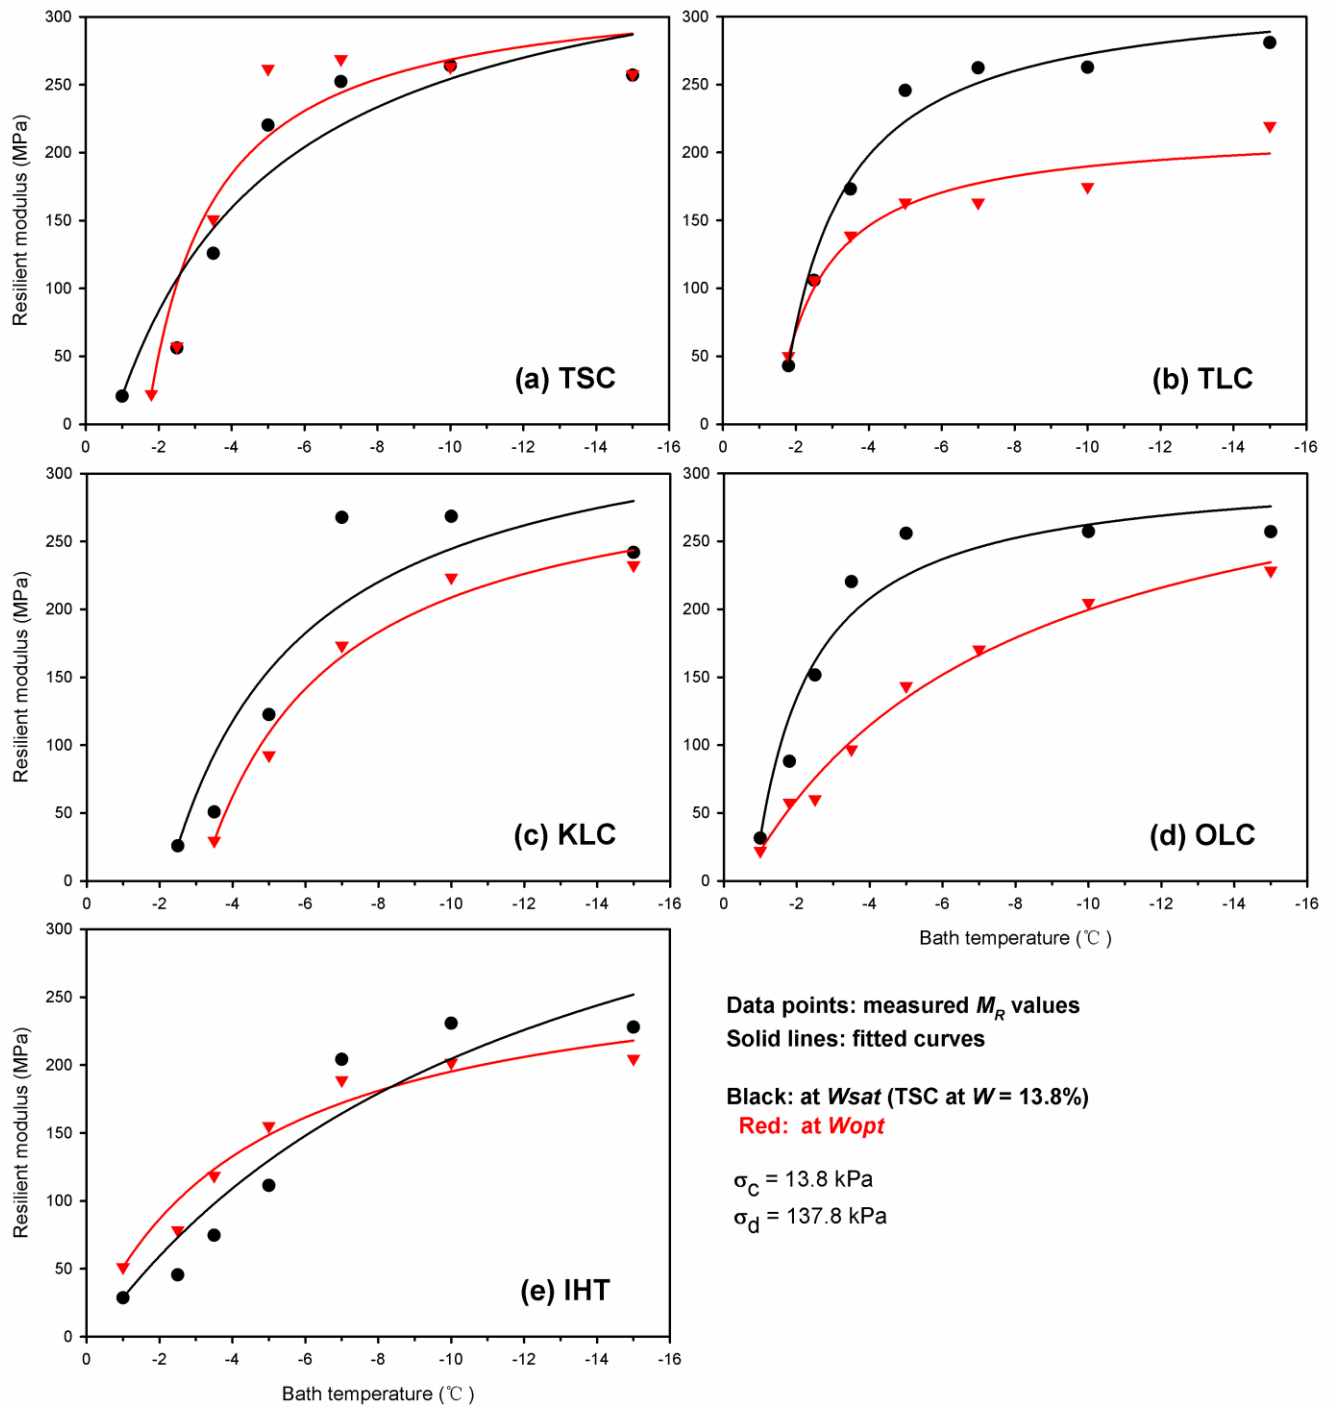 300
250
200
150
100
50
0
Resilient modulus (MPa)
(a) TSC
0 -2 -4 -6 -8 -10 -12 -14 -16
300
250
200
150
100
50
0
(b) TLC
0 -2 -4 -6 -8 -10 -12 -14 -16
300
250
200
150
100
50
0
Resilient modulus (MPa)
(c) KLC
0 -2 -4 -6 -8 -10 -12 -14 -16
300
250
200
150
100
50
0
(d) OLC
0 -2 -4 -6 -8 -10 -12 -14 -16
Bath temperature (℃)
300
250
200
150
100
50
0
Resilient modulus (MPa)
(e) IHT
0 -2 -4 -6 -8 -10 -12 -14 -16
Bath temperature (℃)
Data points: measured M_R values
Solid lines: fitted curves
Black: at Wsat (TSC at W = 13.8%)
Red: at Wopt
σc = 13.8 kPa
σd = 137.8 kPa